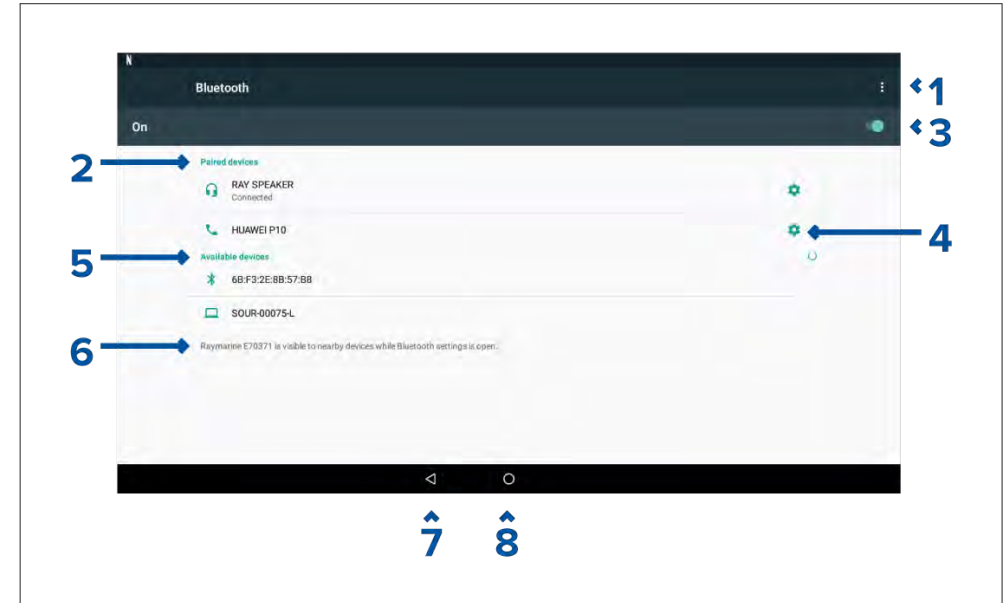 N
Bluetooth
1
On
3
2
Paired devices
RAY SPEAKER
Connected
HUAWEI P10
4
5
Available devices
6B:F3:2E:8B:57:B8
SOUR-00075-L
6
Raymarine E70371 is visible to nearby devices while Bluetooth settings is open.
7
8